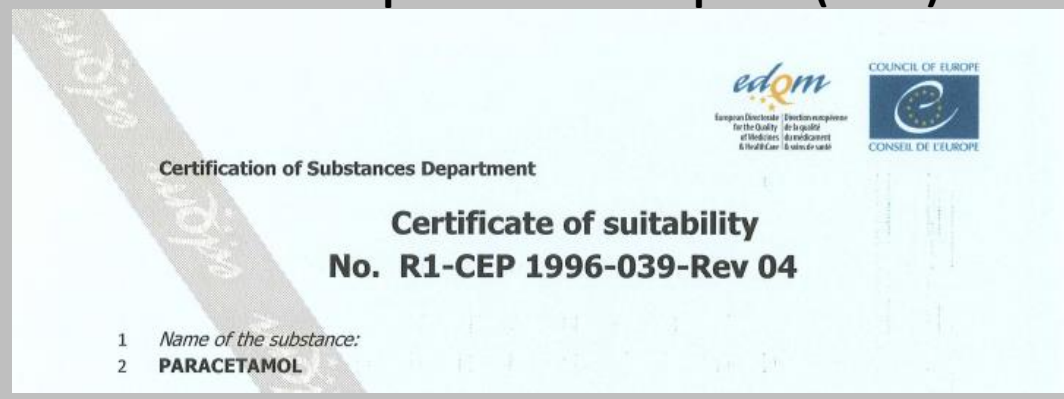 COUNCIL OF EUROPE
edqm
European Directorate | Direction européenne
for the Quality | de la qualité
of Medicines | du médicament
& HealthCare | & soins de santé
CONSEIL DE L'EUROPE
Certification of Substances Department
Certificate of suitability
No. R1-CEP 1996-039-Rev 04
1 Name of the substance:
2 PARACETAMOL
edqm